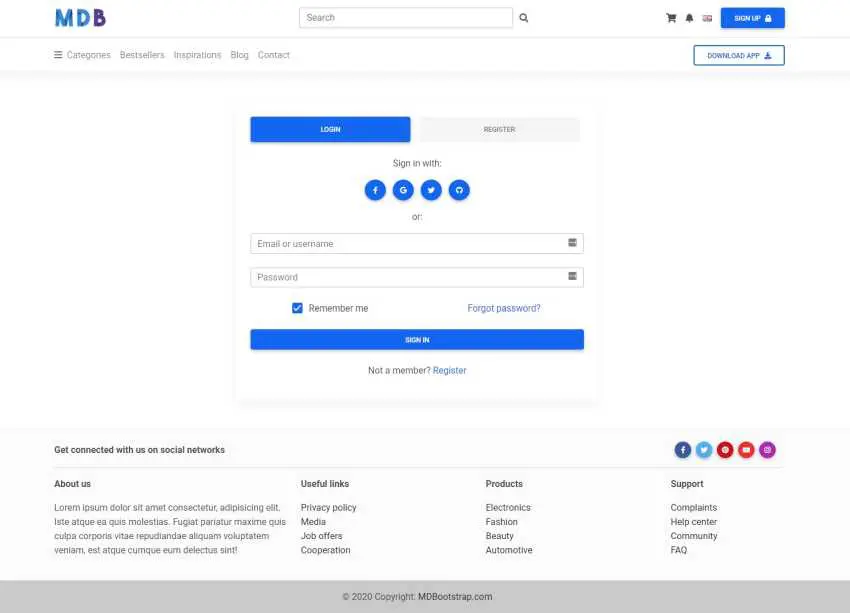 MDB
Search
SIGN UP
Categories Bestsellers Inspirations Blog Contact
DOWNLOAD APP
LOGIN
REGISTER
Sign in with:
or:
Email or username
Password
Remember me
Forgot password?
SIGN IN
Not a member? Register
Get connected with us on social networks
About us
Lorem ipsum dolor sit amet consectetur, adipisicing elit.
Iste atque ea quis molestias. Fugiat pariatur maxime quis
culpa corporis vitae repudiandae aliquam voluptatem
veniam, est atque cumque eum delectus sint!
Useful links
Privacy policy
Media
Job offers
Cooperation
Products
Electronics
Fashion
Beauty
Automotive
Support
Complaints
Help center
Community
FAQ
© 2020 Copyright: MDBootstrap.com